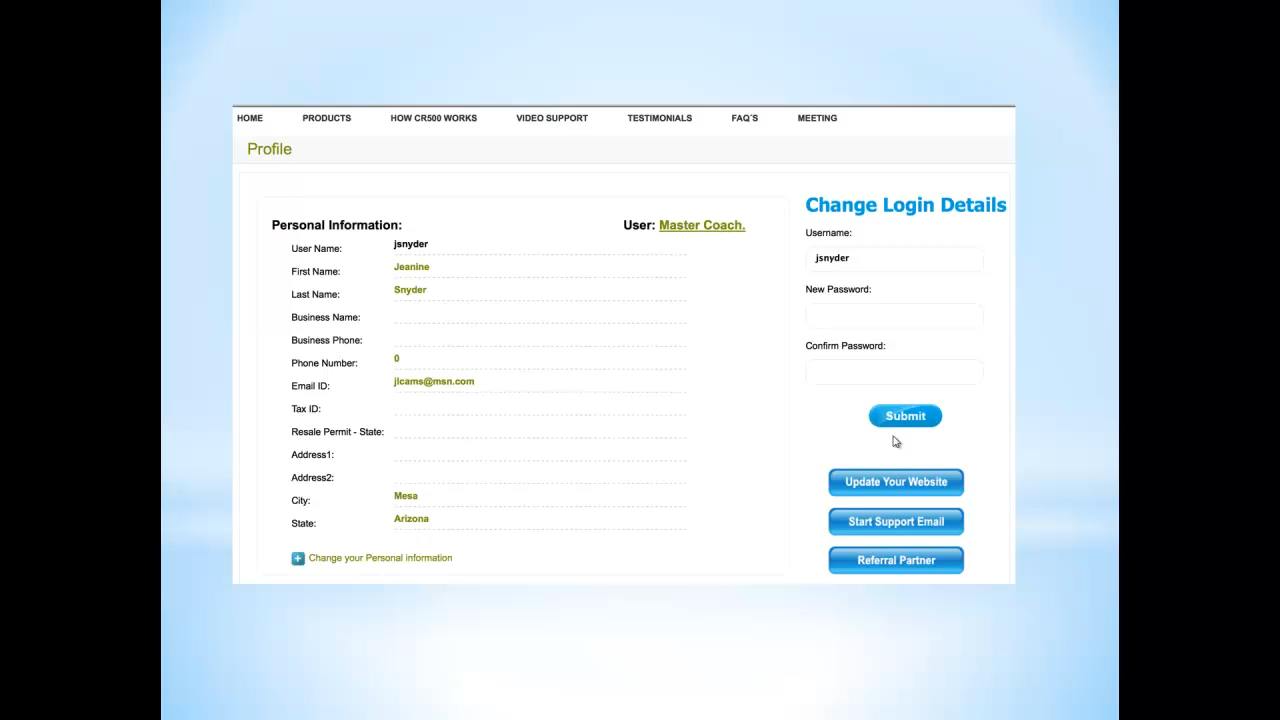 HOME PRODUCTS HOW CR500 WORKS VIDEO SUPPORT TESTIMONIALS FAQ´S MEETING
Profile
Personal Information: User: Master Coach.
User Name: jsnyder
First Name: Jeanine
Last Name: Snyder
Business Name:
Business Phone:
Phone Number: 0
Email ID: jlcams@msn.com
Tax ID:
Resale Permit - State:
Address1:
Address2:
City: Mesa
State: Arizona
Change your Personal information
Change Login Details
Username:
jsnyder
New Password:
Confirm Password:
Submit
Update Your Website
Start Support Email
Referral Partner